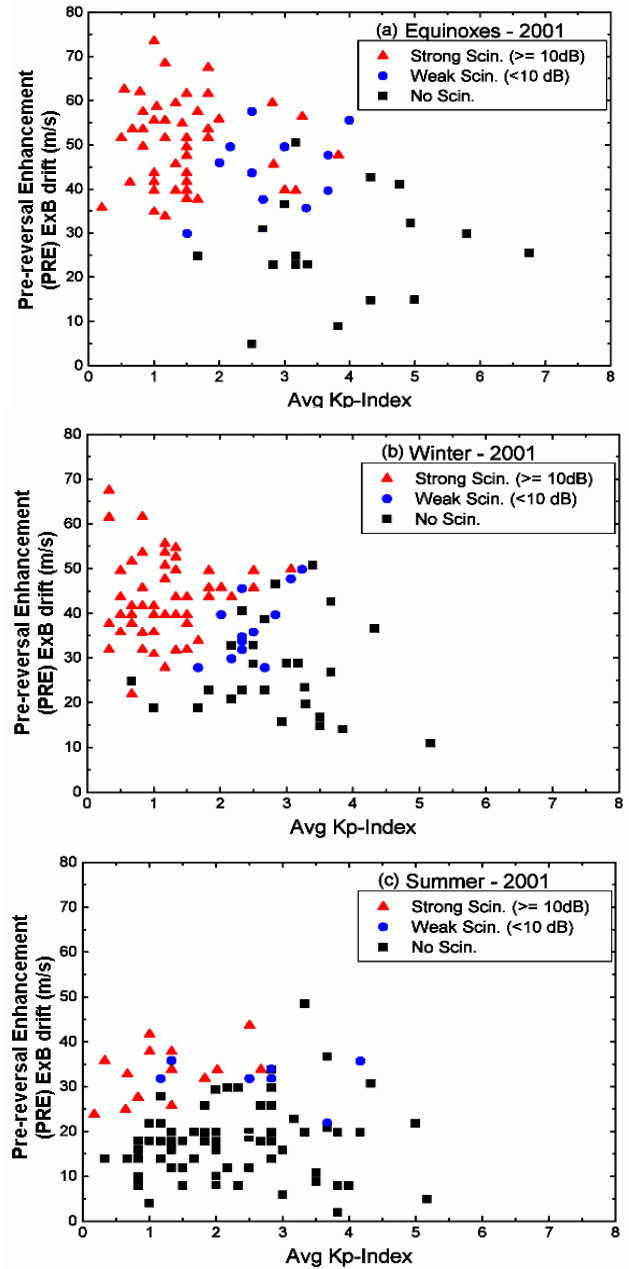 (a) Equinoxes - 2001
Strong Scin. (>= 10dB)
Weak Scin. (<10 dB)
No Scin.
Pre-reversal Enhancement
(PRE) ExB drift (m/s)
80
70
60
50
40
30
20
10
0
0 1 2 3 4 5 6 7 8
Avg Kp-Index
(b) Winter - 2001
Strong Scin. (>= 10dB)
Weak Scin. (<10 dB)
No Scin.
Pre-reversal Enhancement
(PRE) ExB drift (m/s)
80
70
60
50
40
30
20
10
0
0 1 2 3 4 5 6 7 8
Avg Kp-Index
(c) Summer - 2001
Strong Scin. (>= 10dB)
Weak Scin. (<10 dB)
No Scin.
Pre-reversal Enhancement
(PRE) ExB drift (m/s)
80
70
60
50
40
30
20
10
0
0 1 2 3 4 5 6 7 8
Avg Kp-Index